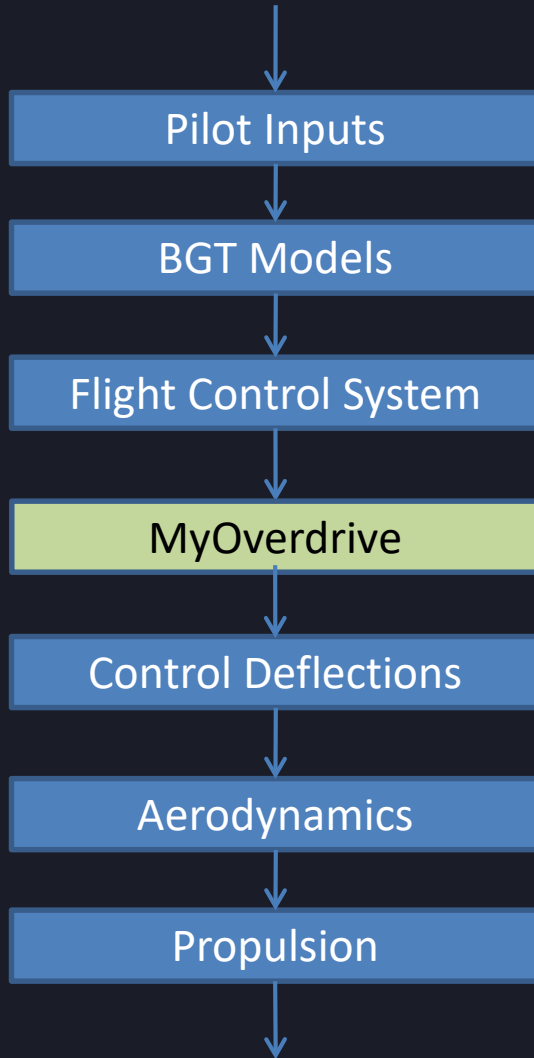 Pilot Inputs
BGT Models
Flight Control System
MyOverdrive
Control Deflections
Aerodynamics
Propulsion